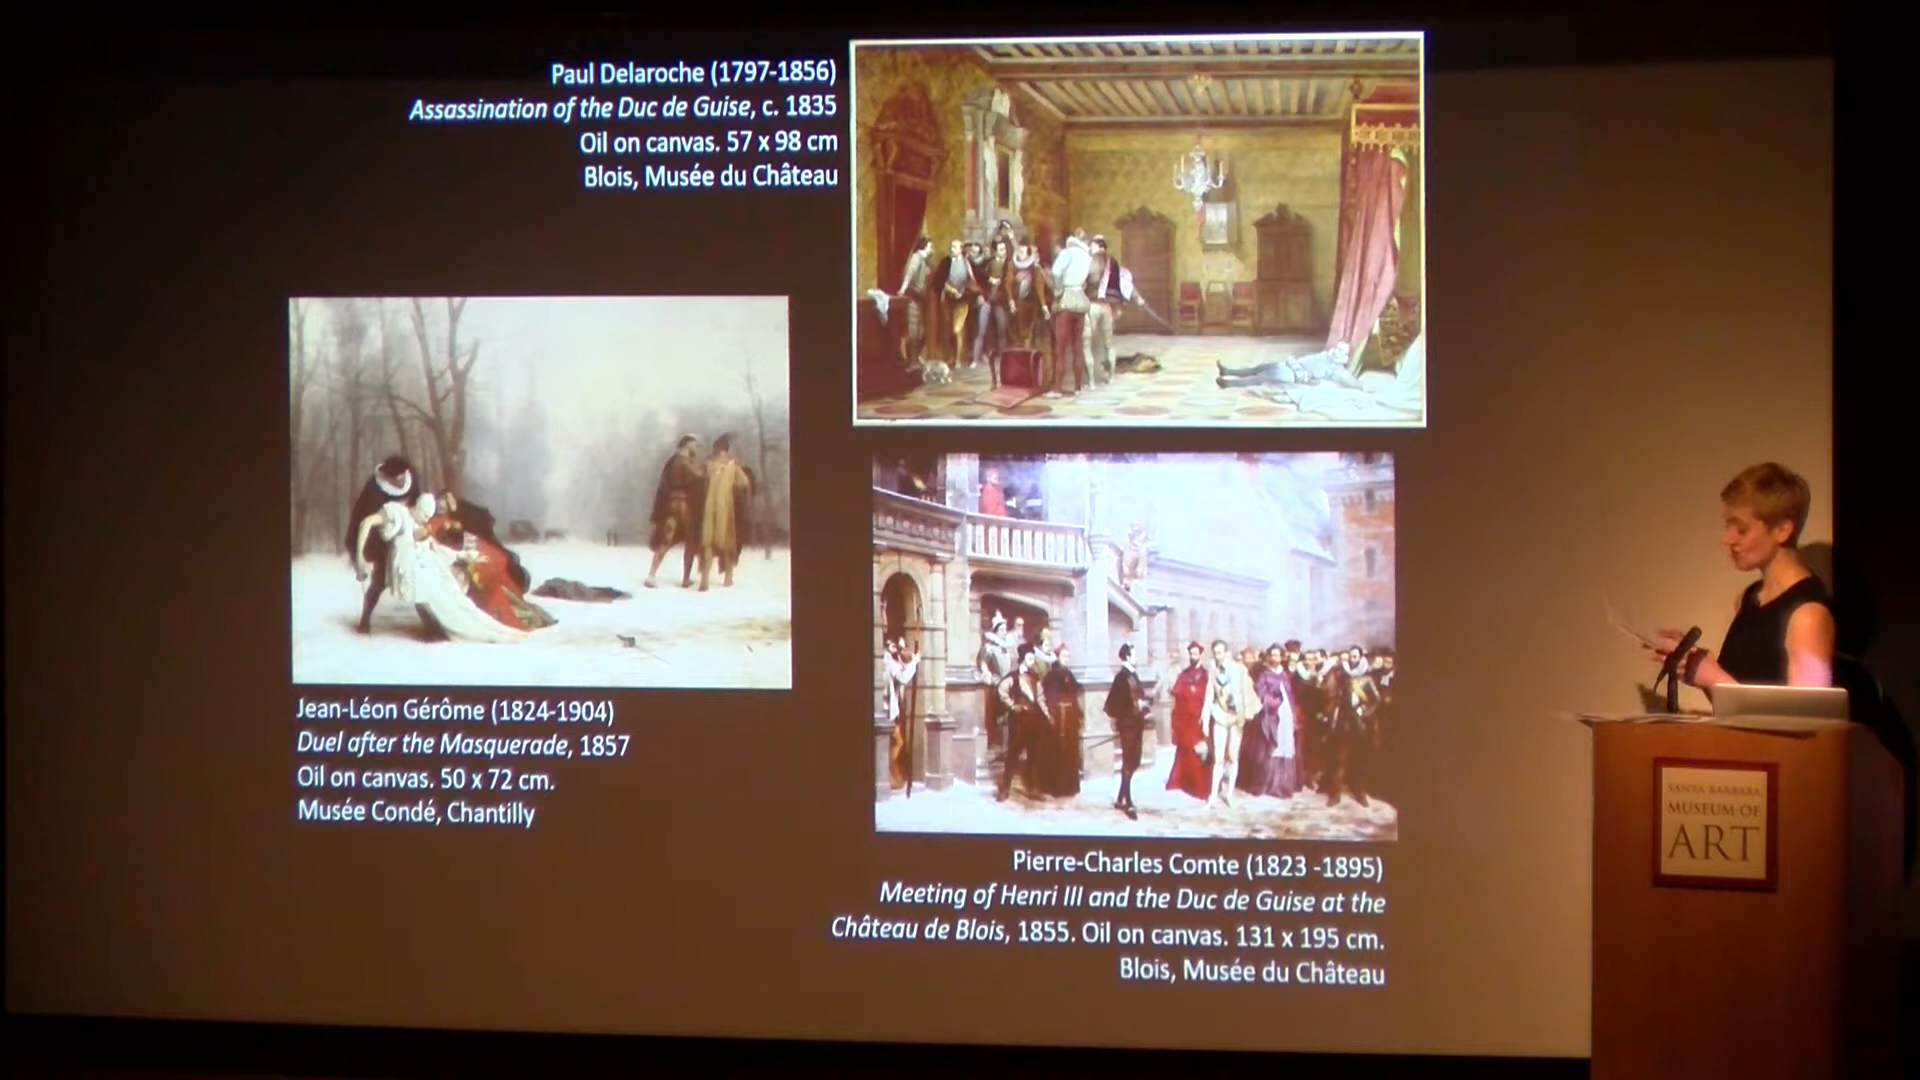 Paul Delaroche (1797-1856)
Assassination of the Duc de Guise, c. 1835
Oil on canvas. 57 x 98 cm
Blois, Musée du Château
Jean-Léon Gérôme (1824-1904)
Duel after the Masquerade, 1857
Oil on canvas. 50 x 72 cm.
Musée Condé, Chantilly
Pierre-Charles Comte (1823 -1895)
Meeting of Henri III and the Duc de Guise at the
Château de Blois, 1855. Oil on canvas. 131 x 195 cm.
Blois, Musée du Château
SANTA BARBARA
MUSEUM OF
ART